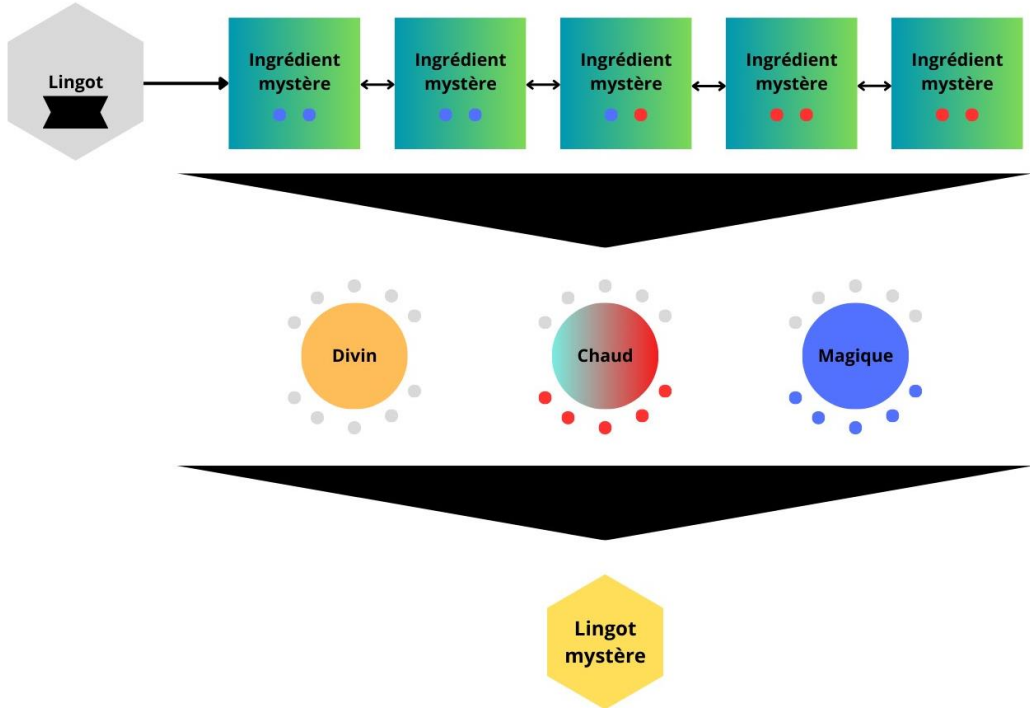 Lingot
Ingrédient
mystère
Ingrédient
mystère
Ingrédient
mystère
Ingrédient
mystère
Ingrédient
mystère
Divin
Chaud
Magique
Lingot
mystère